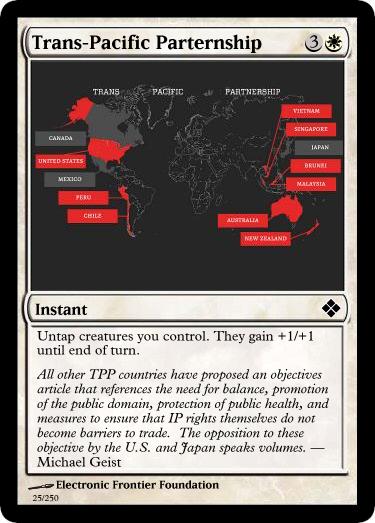 Trans-Pacific Parternship 3
TRANS PACIFIC PARTNERSHIP
VIETNAM
SINGAPORE
CANADA
JAPAN
UNITED STATES
BRUNEI
MEXICO
MALAYSIA
PERU
CHILE
AUSTRALIA
NEW ZEALAND
Instant
Untap creatures you control. They gain +1/+1
until end of turn.
All other TPP countries have proposed an objectives
article that references the need for balance, promotion
of the public domain, protection of public health, and
measures to ensure that IP rights themselves do not
become barriers to trade.  The opposition to these
objective by the U.S. and Japan speaks volumes. —
Michael Geist
Electronic Frontier Foundation
25/250